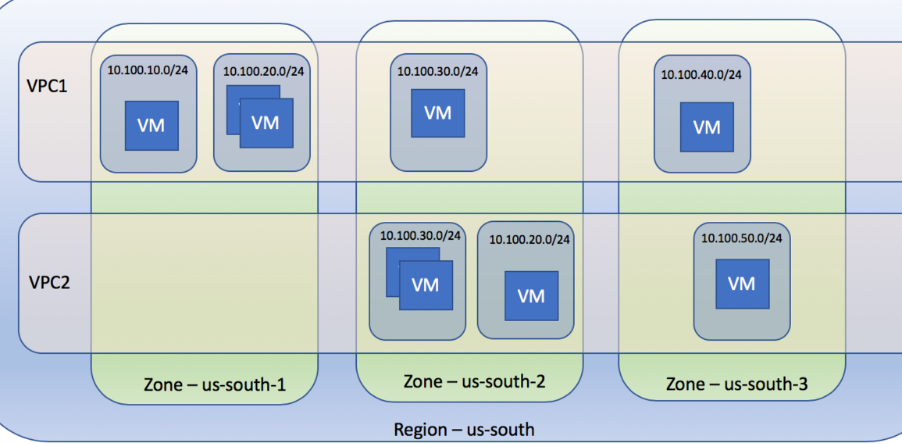 VPC1
10.100.10.0/24
VM
10.100.20.0/24
VM
10.100.30.0/24
VM
10.100.40.0/24
VM
VPC2
10.100.30.0/24
VM
10.100.20.0/24
VM
10.100.50.0/24
VM
Zone – us-south-1
Zone – us-south-2
Zone – us-south-3
Region – us-south